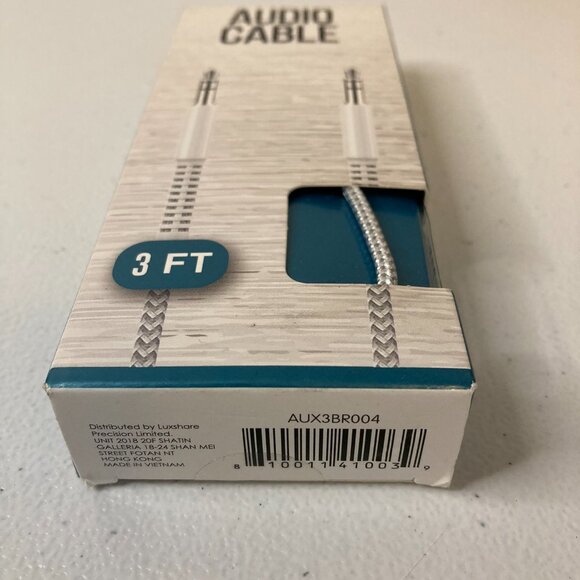 AUDIO
CABLE
3 FT
Distributed by Luxshare
Precision Limited.
UNIT 2018 20F SHATIN
GALLERIA 18-24 SHAN MEI
STREET FOTAN NT
HONG KONG
MADE IN VIETNAM
AUX3BR004
8 10011 41003 9